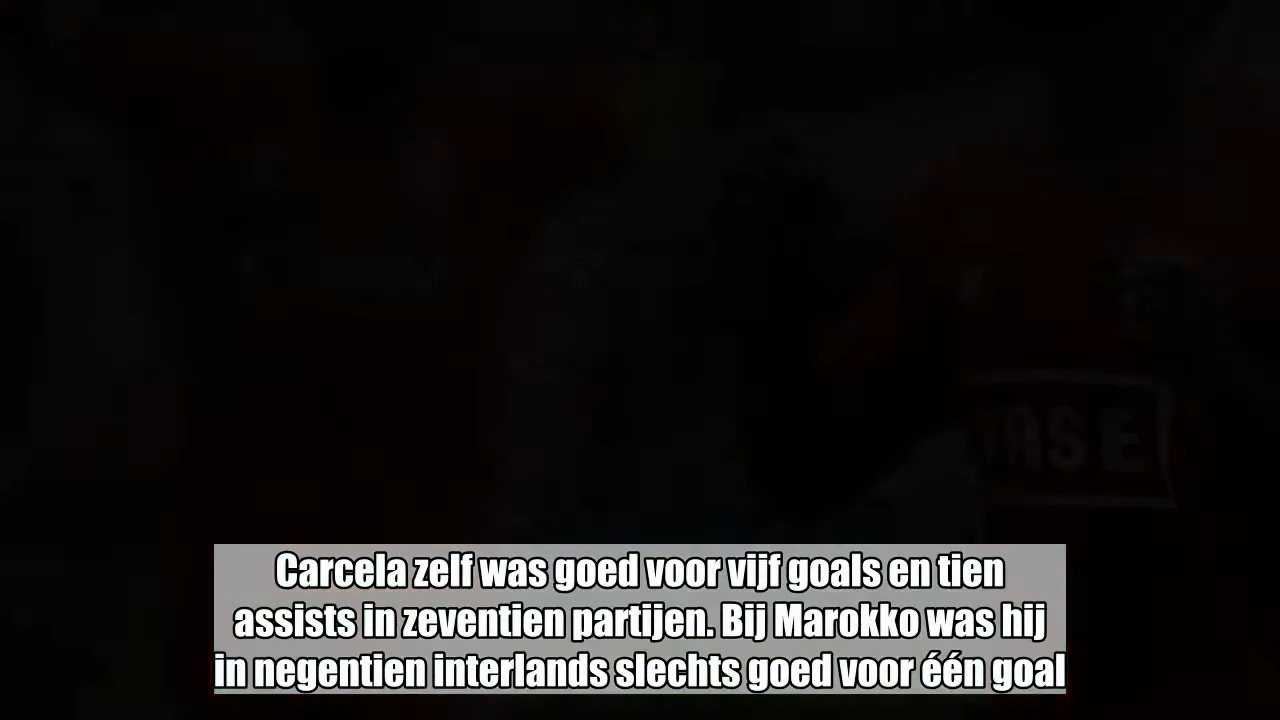 Carcela zelf was goed voor vijf goals en tien
assists in zeventien partijen. Bij Marokko was hij
in negentien interlands slechts goed voor één goal